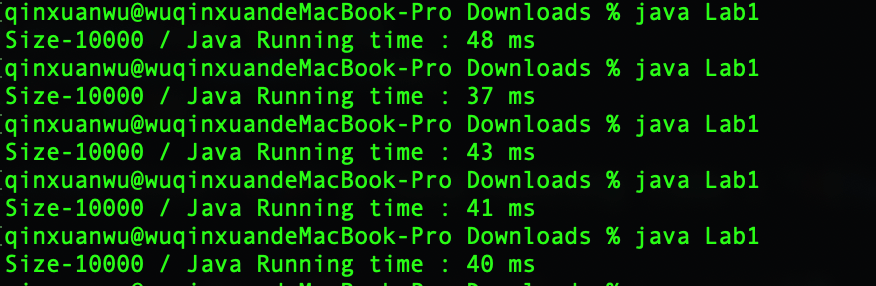 qinxuanwu@wuqinxuandeMacBook-Pro Downloads % java Lab1
Size-10000 / Java Running time : 48 ms
qinxuanwu@wuqinxuandeMacBook-Pro Downloads % java Lab1
Size-10000 / Java Running time : 37 ms
qinxuanwu@wuqinxuandeMacBook-Pro Downloads % java Lab1
Size-10000 / Java Running time : 43 ms
qinxuanwu@wuqinxuandeMacBook-Pro Downloads % java Lab1
Size-10000 / Java Running time : 41 ms
qinxuanwu@wuqinxuandeMacBook-Pro Downloads % java Lab1
Size-10000 / Java Running time : 40 ms